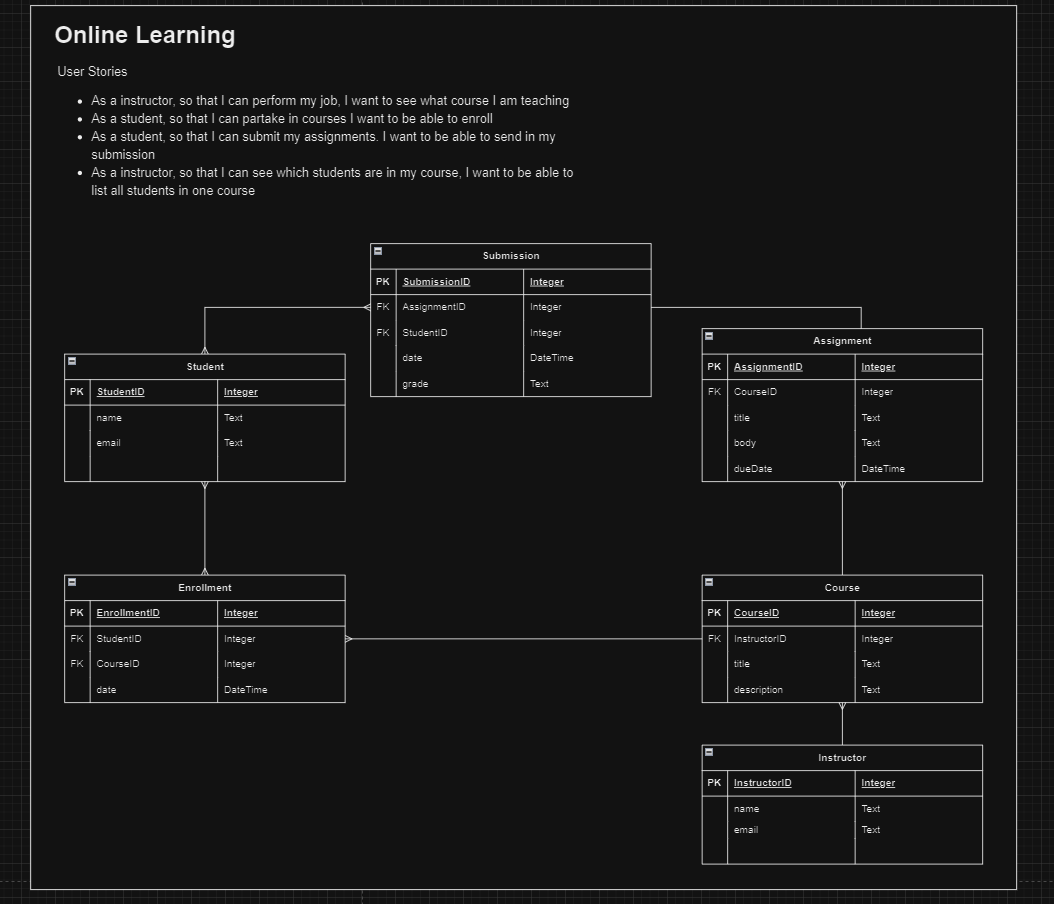 Online Learning
User Stories
As a instructor, so that I can perform my job, I want to see what course I am teaching
As a student, so that I can partake in courses I want to be able to enroll
As a student, so that I can submit my assignments. I want to be able to send in my
submission
As a instructor, so that I can see which students are in my course, I want to be able to
list all students in one course
Submission
PK SubmissionID Integer
FK AssignmentID Integer
FK StudentID Integer
date DateTime
grade Text
Assignment
PK AssignmentID Integer
FK CourseID Integer
title Text
body Text
dueDate DateTime
Student
PK StudentID Integer
name Text
email Text
Enrollment
PK EnrollmentID Integer
FK StudentID Integer
FK CourseID Integer
date DateTime
Course
PK CourseID Integer
FK InstructorID Integer
title Text
description Text
Instructor
PK InstructorID Integer
name Text
email Text